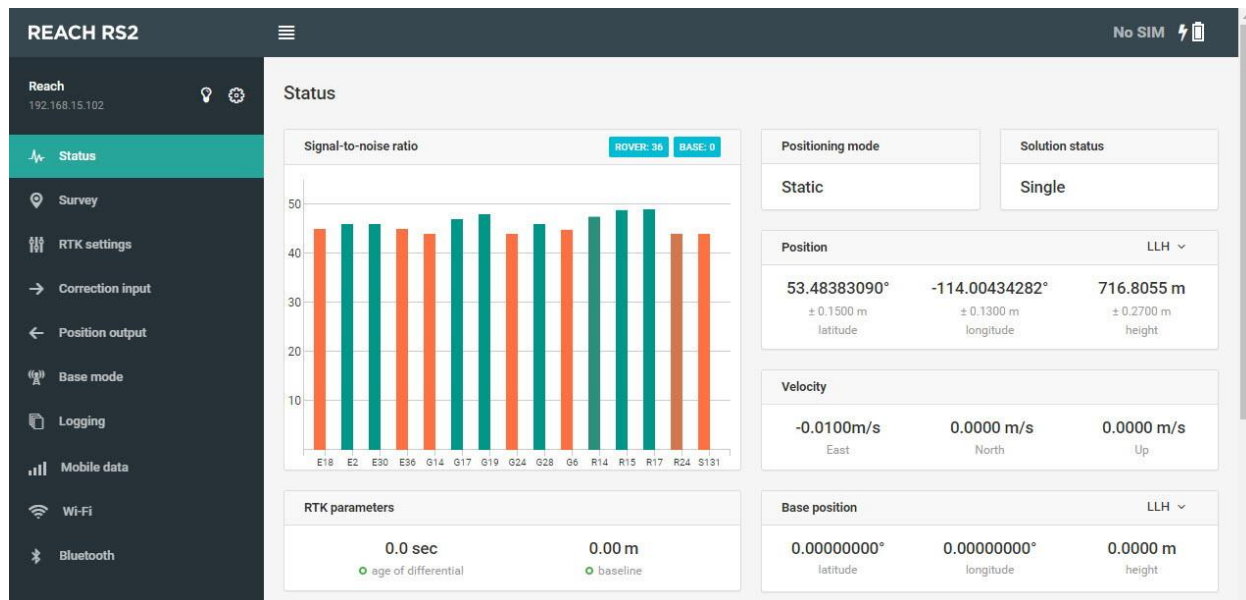 REACH RS2
No SIM
Reach
192.168.15.102
Status
Survey
RTK settings
Correction input
Position output
Base mode
Logging
Mobile data
Wi-Fi
Bluetooth
Status
Signal-to-noise ratio
ROVER: 36
BASE: 0
50
40
30
20
10
E18 E2 E30 E36 G14 G17 G19 G24 G28 G6 R14 R15 R17 R24 S131
Positioning mode
Static
Solution status
Single
Position
LLH
53.48383090° -114.00434282° 716.8055 m
± 0.1500 m ± 0.1300 m ± 0.2700 m
latitude longitude height
Velocity
-0.0100m/s 0.0000 m/s 0.0000 m/s
East North Up
RTK parameters
0.0 sec 0.00 m
age of differential baseline
Base position
LLH
0.00000000° 0.00000000° 0.0000 m
latitude longitude height